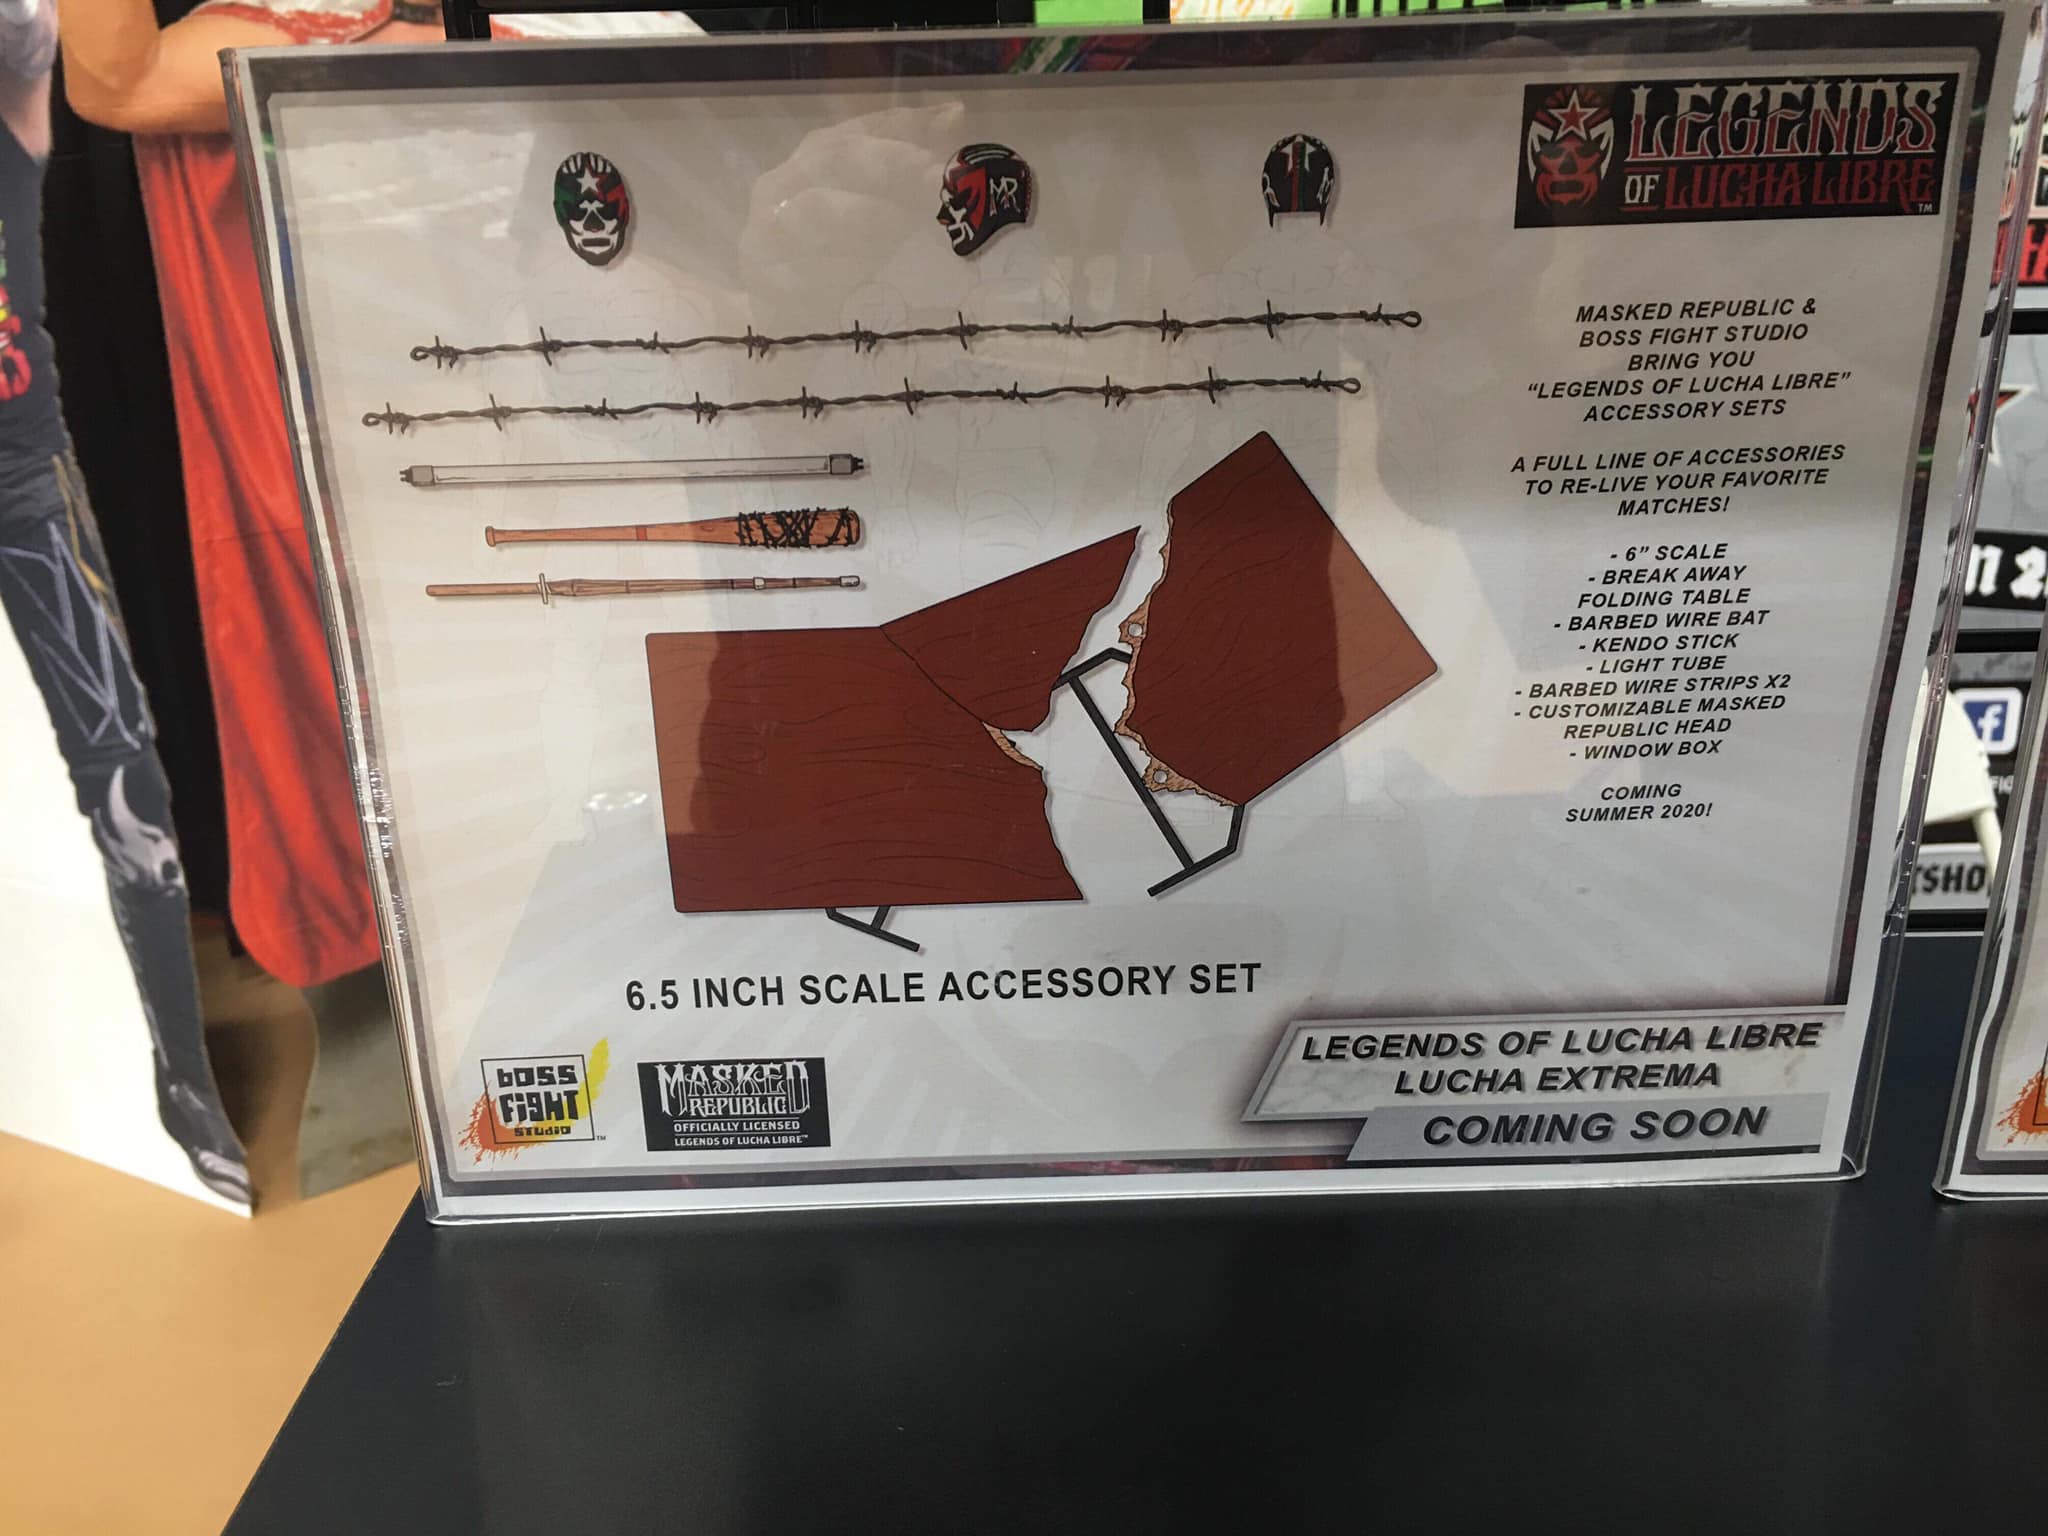 LEGENDS
OF LUCHA LIBRE
TM
MR
MASKED REPUBLIC &
BOSS FIGHT STUDIO
BRING YOU
“LEGENDS OF LUCHA LIBRE”
ACCESSORY SETS
A FULL LINE OF ACCESSORIES
TO RE-LIVE YOUR FAVORITE
MATCHES!
- 6” SCALE
- BREAK AWAY
FOLDING TABLE
- BARBED WIRE BAT
- KENDO STICK
- LIGHT TUBE
- BARBED WIRE STRIPS X2
- CUSTOMIZABLE MASKED
REPUBLIC HEAD
- WINDOW BOX
COMING
SUMMER 2020!
6.5 INCH SCALE ACCESSORY SET
boss
FIGHT
STUDIO
TM
MASKED
REPUBLIC
OFFICIALLY LICENSED
LEGENDS OF LUCHA LIBRE™
LEGENDS OF LUCHA LIBRE
LUCHA EXTREMA
COMING SOON